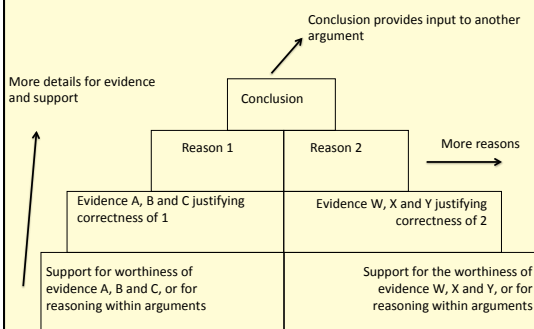 Conclusion provides input to another
argument
More details for evidence
and support
Conclusion
Reason 1
Reason 2
More reasons
Evidence A, B and C justifying
correctness of 1
Evidence W, X and Y justifying
correctness of 2
Support for worthiness of
evidence A, B and C, or for
reasoning within arguments
Support for the worthiness of
evidence W, X and Y, or for
reasoning within arguments